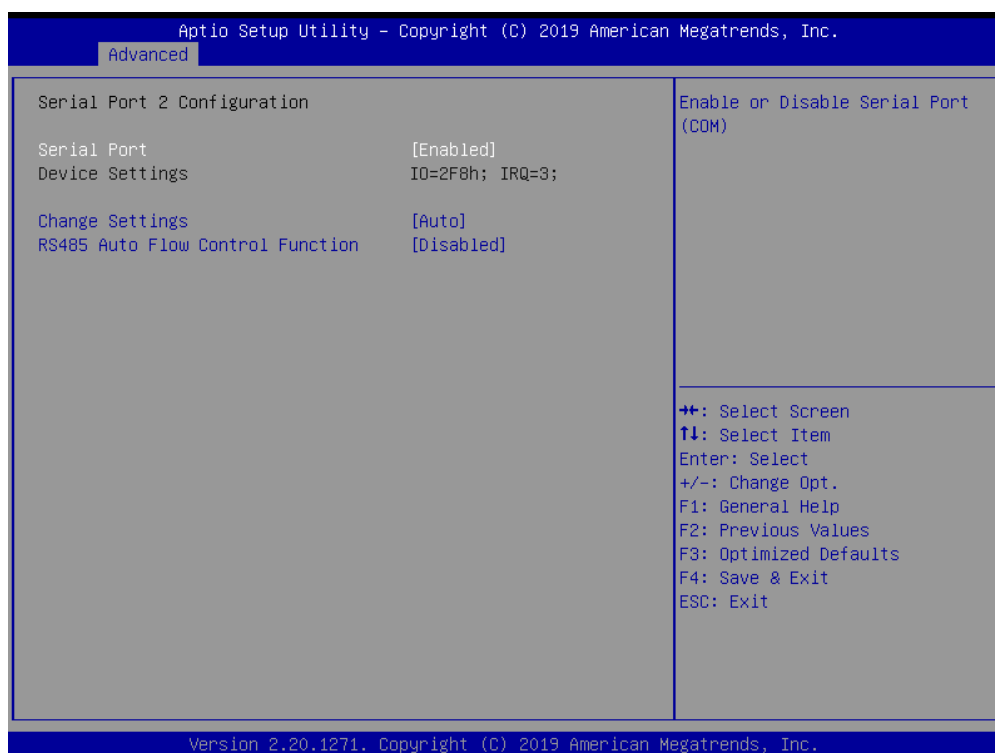 Aptio Setup Utility – Copyright (C) 2019 American Megatrends, Inc.
Advanced
Serial Port 2 Configuration
Serial Port [Enabled]
Device Settings IO=2F8h; IRQ=3;
Change Settings [Auto]
RS485 Auto Flow Control Function [Disabled]
Enable or Disable Serial Port
(COM)
→←: Select Screen
↑↓: Select Item
Enter: Select
+/-: Change Opt.
F1: General Help
F2: Previous Values
F3: Optimized Defaults
F4: Save & Exit
ESC: Exit
Version 2.20.1271. Copyright (C) 2019 American Megatrends, Inc.